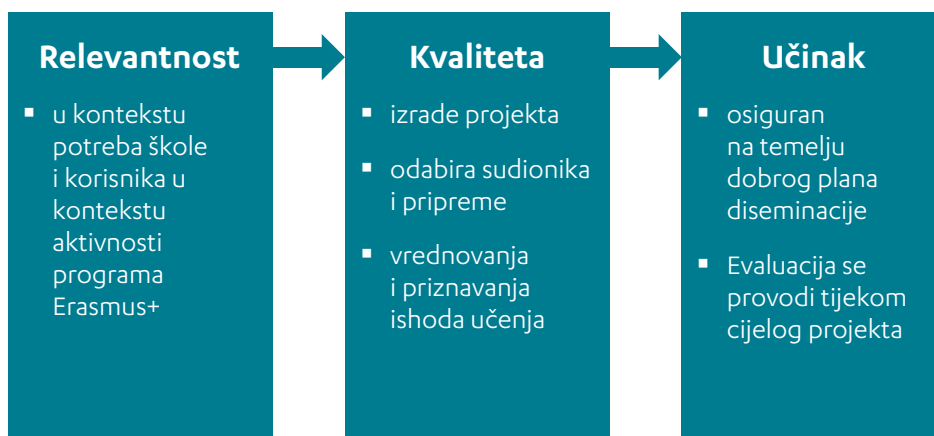 Relevantnost
▪ u kontekstu
potreba škole
i korisnika u
kontekstu
aktivnosti
programa
Erasmus+
Kvaliteta
▪ izrade projekta
▪ odabira sudionika
i pripreme
▪ vrednovanja
i priznavanja
ishoda učenja
Učinak
▪ osiguran
na temelju
dobrog plana
diseminacije
▪ Evaluacija se
provodi tijekom
cijelog projekta